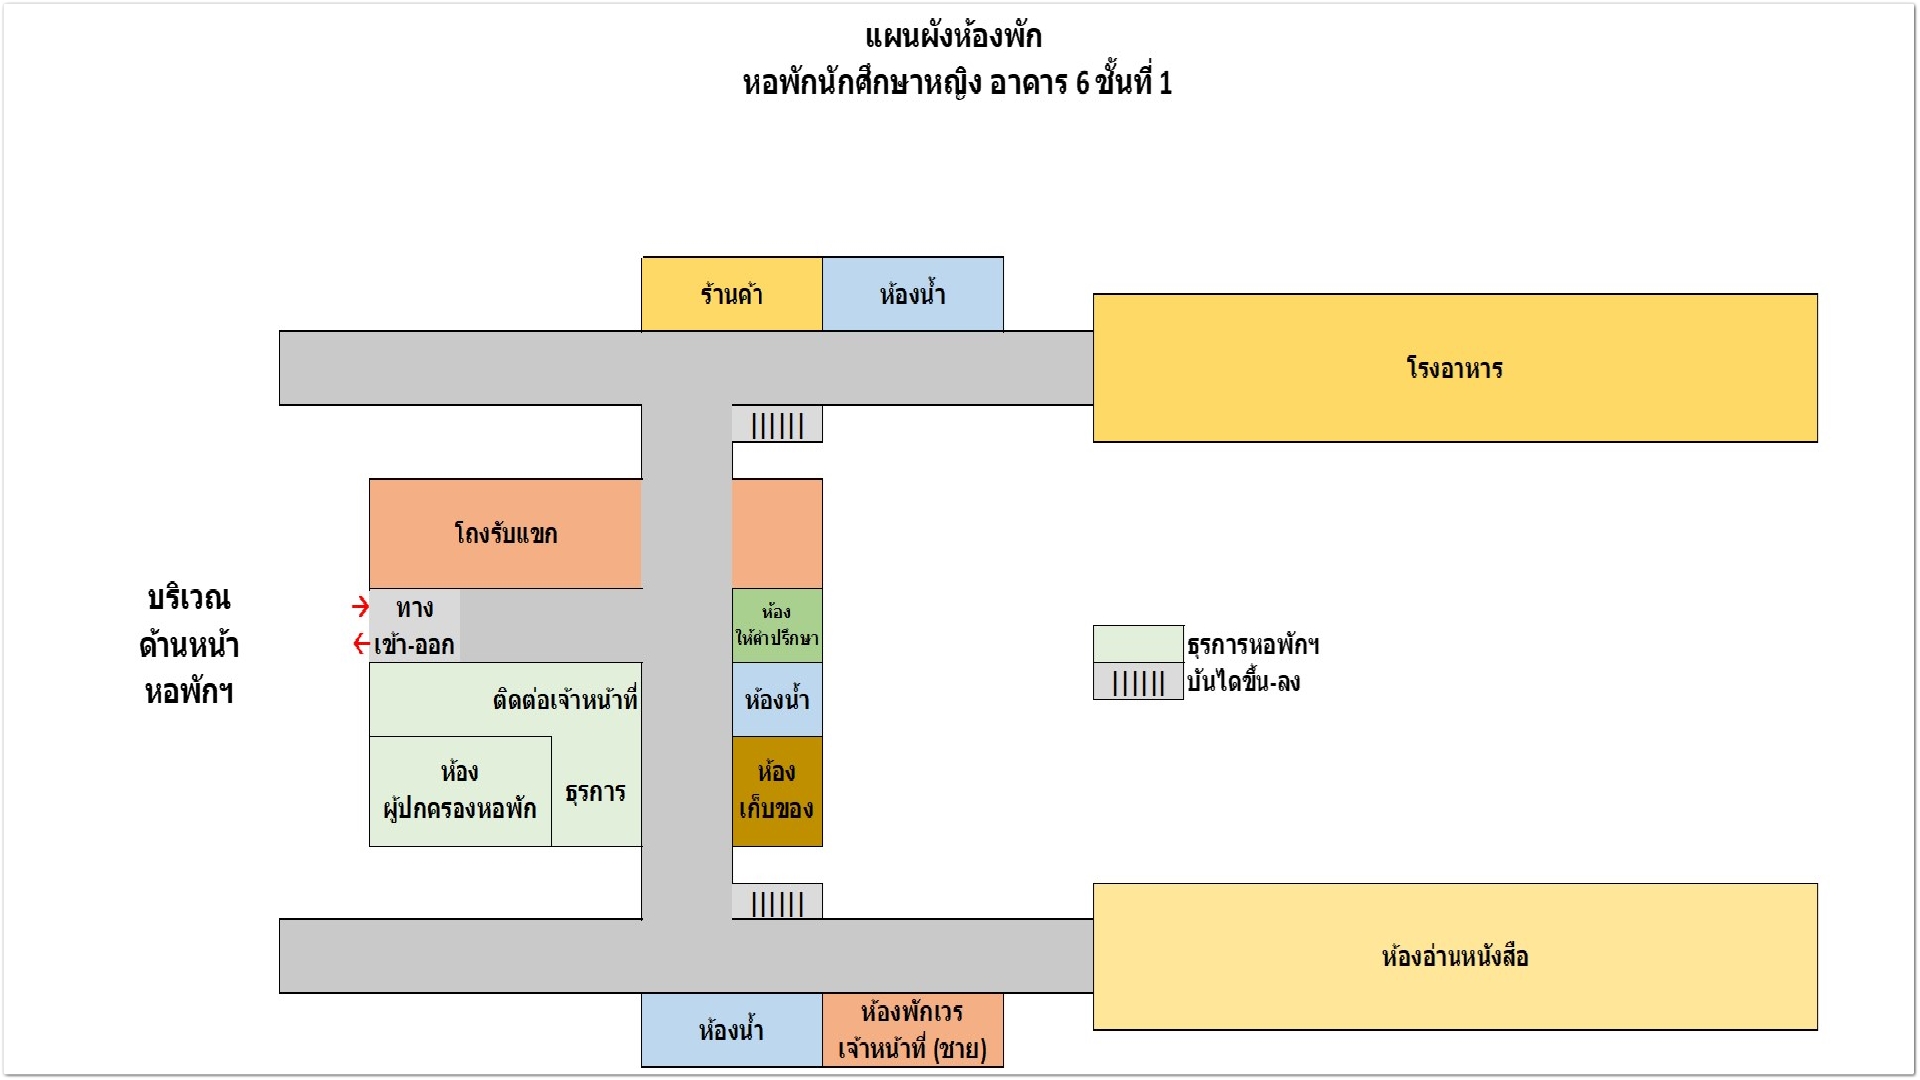 แผนผังห้องพัก
หอพักนักศึกษาหญิง อาคาร 6 ชั้นที่ 1
ร้านค้า
ห้องน้ำ
โรงอาหาร
||||||
โถงรับแขก
บริเวณ
ด้านหน้า
หอพักฯ
ทาง
เข้า-ออก
ห้อง
ให้คำปรึกษา
ติดต่อเจ้าหน้าที่
ห้องน้ำ
ห้อง
ผู้ปกครองหอพัก
ธุรการ
ห้อง
เก็บของ
ธุรการหอพักฯ
|||||| บันไดขึ้น-ลง
||||||
ห้องอ่านหนังสือ
ห้องน้ำ
ห้องพักเวร
เจ้าหน้าที่ (ชาย)